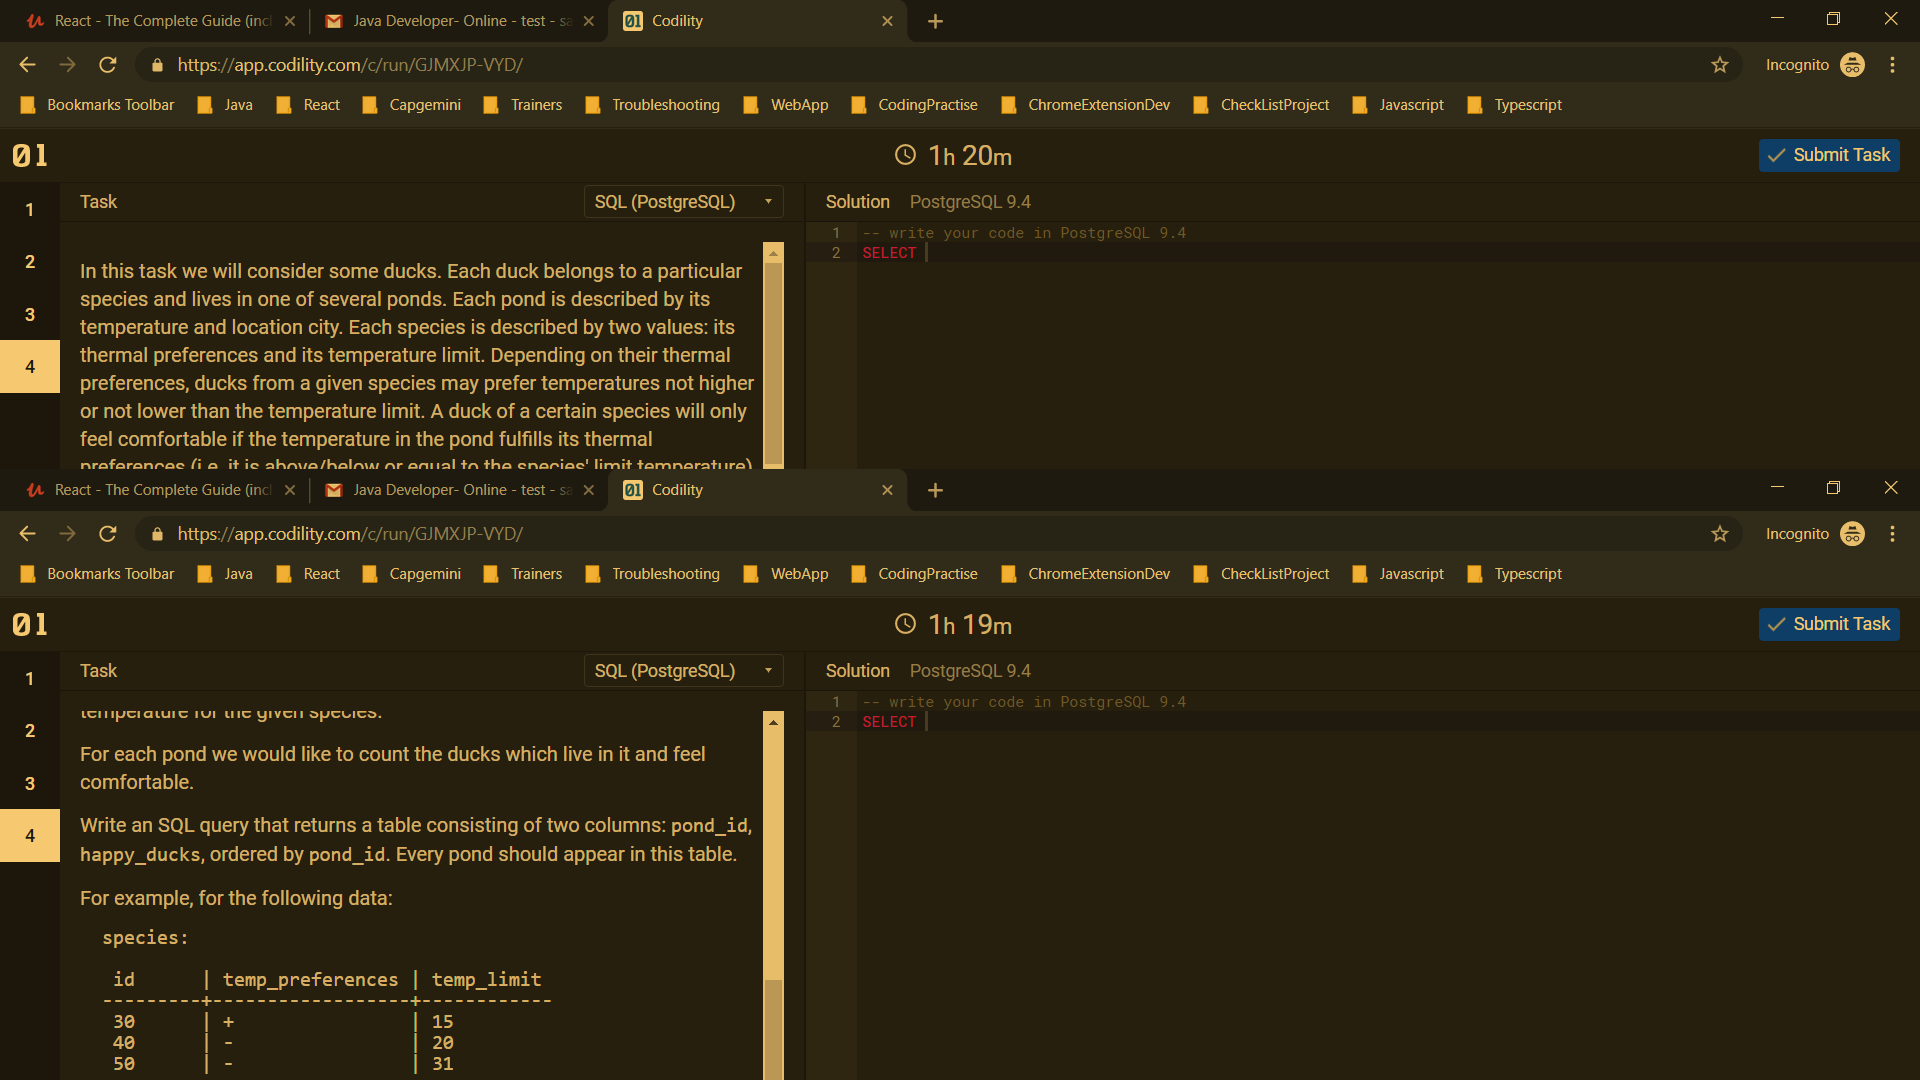 React - The Complete Guide (incl
Java Developer- Online - test - sa
Codility
https://app.codility.com/c/run/GJMXJP-VYD/
Incognito
Bookmarks Toolbar Java React Capgemini Trainers Troubleshooting WebApp CodingPractise ChromeExtensionDev CheckListProject Javascript Typescript
01
1h 20m
Submit Task
1
2
3
4
Task
SQL (PostgreSQL)
In this task we will consider some ducks. Each duck belongs to a particular
species and lives in one of several ponds. Each pond is described by its
temperature and location city. Each species is described by two values: its
thermal preferences and its temperature limit. Depending on their thermal
preferences, ducks from a given species may prefer temperatures not higher
or not lower than the temperature limit. A duck of a certain species will only
feel comfortable if the temperature in the pond fulfills its thermal
preferences (i.e. it is above/below or equal to the species' limit temperature)
Solution PostgreSQL 9.4
1 -- write your code in PostgreSQL 9.4
2 SELECT
React - The Complete Guide (incl
Java Developer- Online - test - sa
Codility
https://app.codility.com/c/run/GJMXJP-VYD/
Incognito
Bookmarks Toolbar Java React Capgemini Trainers Troubleshooting WebApp CodingPractise ChromeExtensionDev CheckListProject Javascript Typescript
01
1h 19m
Submit Task
1
2
3
4
Task
SQL (PostgreSQL)
temperature for the given species.
For each pond we would like to count the ducks which live in it and feel
comfortable.
Write an SQL query that returns a table consisting of two columns: pond_id,
happy_ducks, ordered by pond_id. Every pond should appear in this table.
For example, for the following data:
species:
id | temp_preferences | temp_limit
---------+------------------+------------
30 | + | 15
40 | - | 20
50 | - | 31
Solution PostgreSQL 9.4
1 -- write your code in PostgreSQL 9.4
2 SELECT